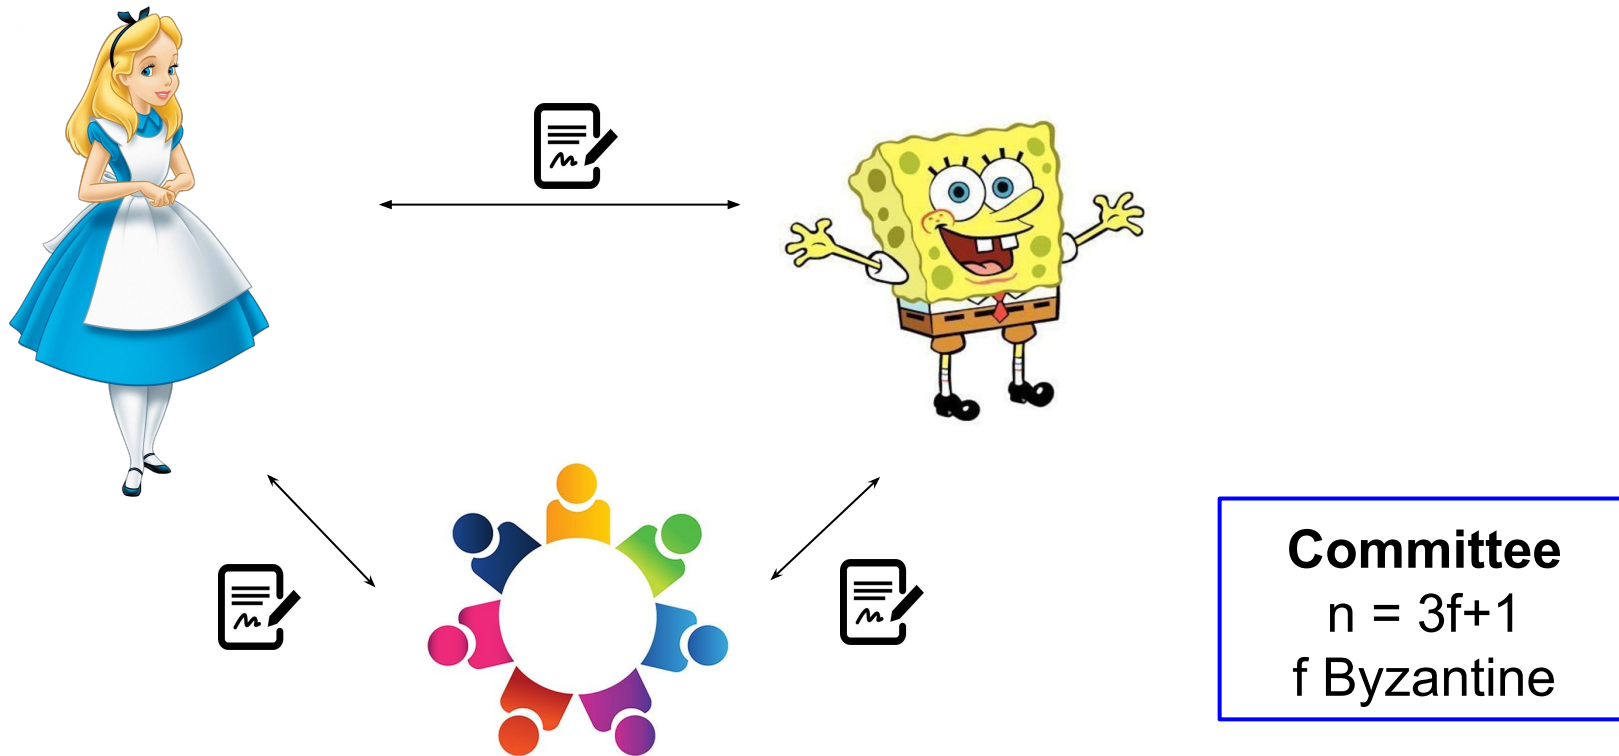 Committee
n = 3f+1
f Byzantine